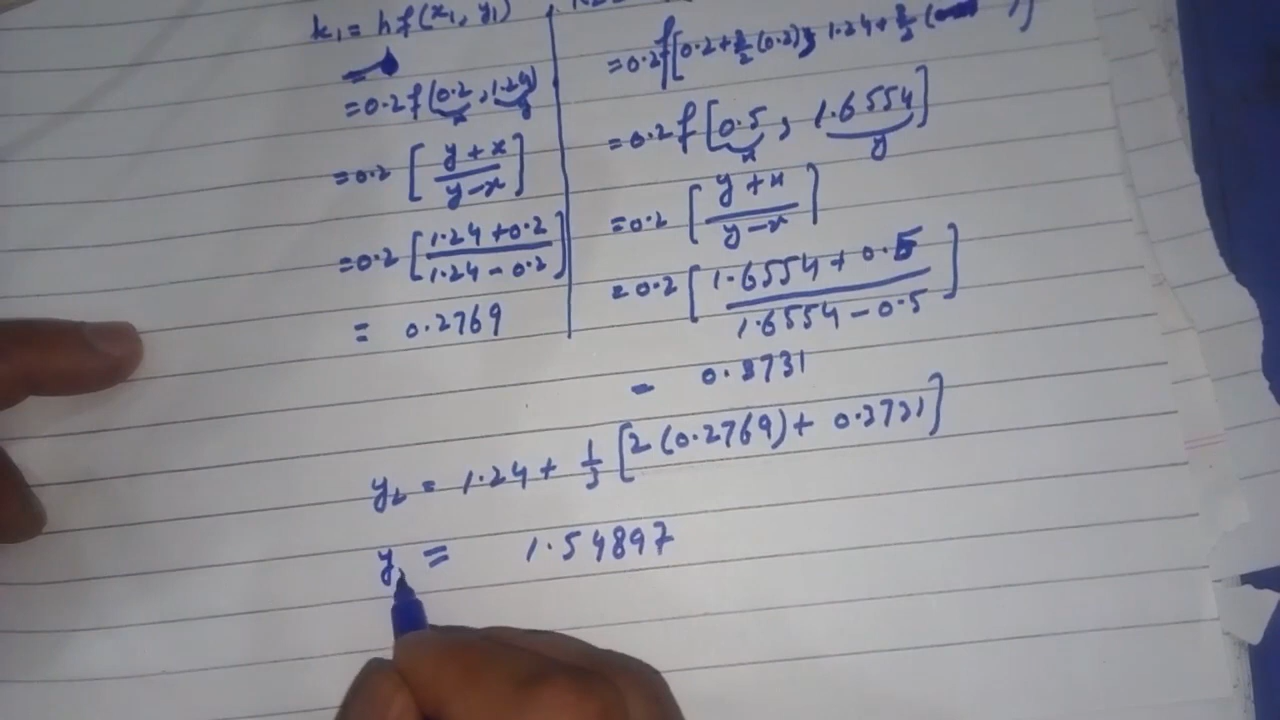 k₁ = h f(x₁, y₁)
= 0.2 f(0.2, 1.24)
x y
= 0.2 [y + x / y - x]
= 0.2 [1.24 + 0.2 / 1.24 - 0.2]
= 0.2769
= 0.2 f[0.2 + 3/2 (0.2), 1.24 + 3/2 (
= 0.2 f[0.5, 1.6554]
x y
= 0.2 [y + x / y - x]
= 0.2 [1.6554 + 0.5 / 1.6554 - 0.5]
= 0.3731
y₂ = 1.24 + 1/3 [2(0.2769) + 0.3731]
y = 1.54897